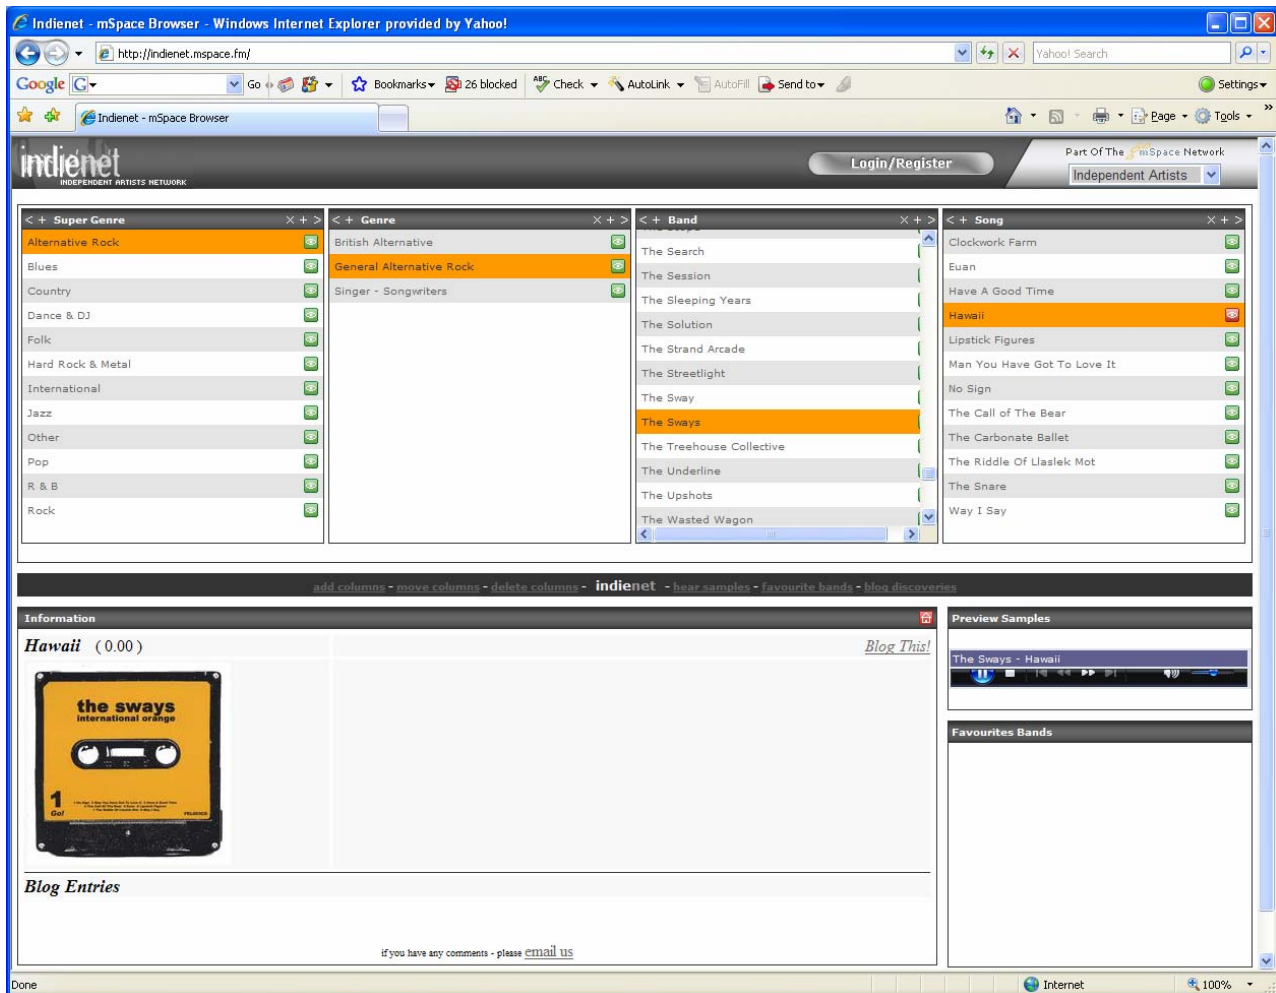 Indienet - mSpace Browser - Windows Internet Explorer provided by Yahoo!
http://indienet.mspace.fm/
Yahoo! Search
Google G Go Bookmarks 26 blocked Check AutoLink AutoFill Send to Settings
Indienet - mSpace Browser
Page Tools
indienet
INDEPENDENT ARTISTS NETWORK
Login/Register
Part Of The mSpace Network
Independent Artists
< + Super Genre × + >
Alternative Rock
Blues
Country
Dance & DJ
Folk
Hard Rock & Metal
International
Jazz
Other
Pop
R & B
Rock
< + Genre × + >
British Alternative
General Alternative Rock
Singer - Songwriters
< + Band × + >
The Search
The Session
The Sleeping Years
The Solution
The Strand Arcade
The Streetlight
The Sway
The Sways
The Treehouse Collective
The Underline
The Upshots
The Wasted Wagon
< + Song × + >
Clockwork Farm
Euan
Have A Good Time
Hawaii
Lipstick Figures
Man You Have Got To Love It
No Sign
The Call of The Bear
The Carbonate Ballet
The Riddle Of Llaslek Mot
The Snare
Way I Say
add columns - move columns - delete columns - indienet - hear samples - favourite bands - blog discoveries
Information
Hawaii ( 0.00 )
Blog This!
the sways
international orange
1
Go!
Blog Entries
if you have any comments - please email us
Preview Samples
The Sways - Hawaii
Favourites Bands
Done
Internet
100%